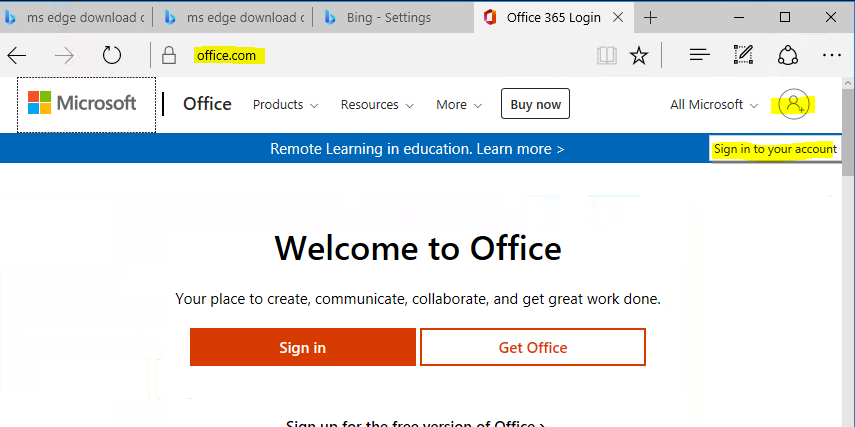 ms edge download c
ms edge download c
Bing - Settings
Office 365 Login
office.com
Microsoft
Office
Products
Resources
More
Buy now
All Microsoft
Remote Learning in education. Learn more >
Sign in to your account
Welcome to Office
Your place to create, communicate, collaborate, and get great work done.
Sign in
Get Office
Sign up for the free version of Office >